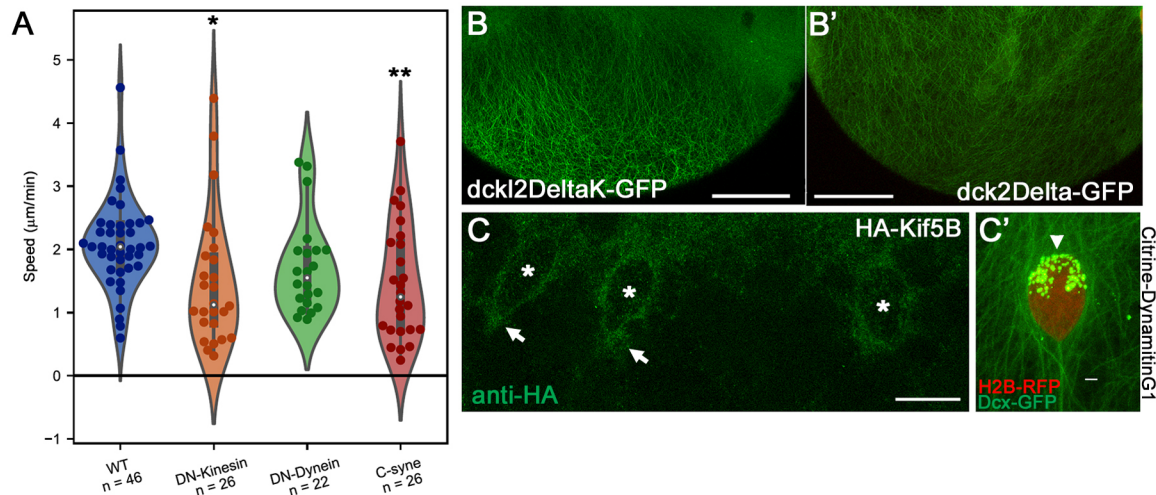 A
*
**
5
4
3
2
1
0
−1
Speed (μm/min)
WT
n = 46
DN-Kinesin
n = 26
DN-Dynein
n = 22
C-syne
n = 26
B
dckl2DeltaK-GFP
B'
dck2Delta-GFP
C
HA-Kif5B
*
*
*
anti-HA
C'
H2B-RFP
Dcx-GFP
Citrine-DynamitinG1